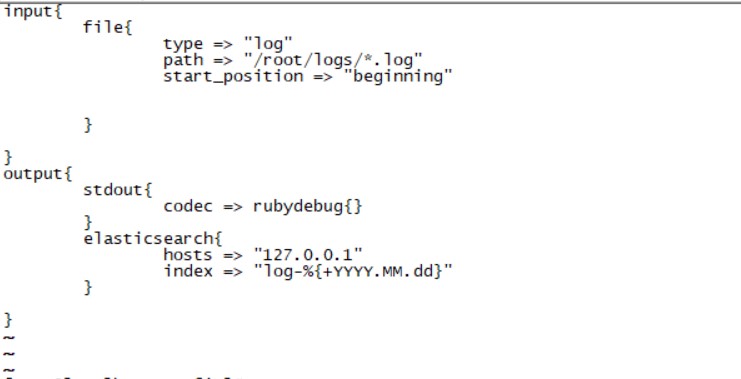 input{
file{
type => "log"
path => "/root/logs/*.log"
start_position => "beginning"
}
}
output{
stdout{
codec => rubydebug{}
}
elasticsearch{
hosts => "127.0.0.1"
index => "log-%{+YYYY.MM.dd}"
}
}
~
~
~